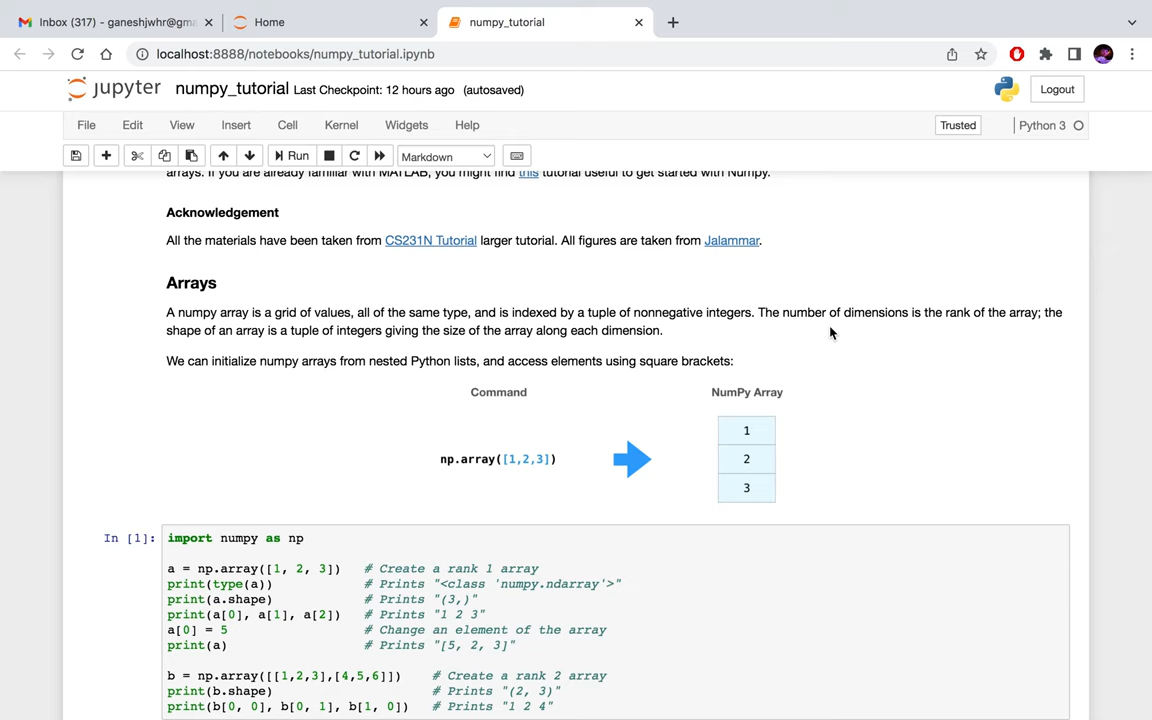 Inbox (317) - ganeshjwhr@gma
Home
numpy_tutorial
localhost:8888/notebooks/numpy_tutorial.ipynb
jupyter numpy_tutorial Last Checkpoint: 12 hours ago (autosaved)
Logout
File Edit View Insert Cell Kernel Widgets Help
Trusted
Python 3
Run
Markdown
arrays. If you are already familiar with MATLAB, you might find this tutorial useful to get started with Numpy.
Acknowledgement
All the materials have been taken from CS231N Tutorial larger tutorial. All figures are taken from Jalammar.
Arrays
A numpy array is a grid of values, all of the same type, and is indexed by a tuple of nonnegative integers. The number of dimensions is the rank of the array; the
shape of an array is a tuple of integers giving the size of the array along each dimension.
We can initialize numpy arrays from nested Python lists, and access elements using square brackets:
Command
NumPy Array
1
np.array([1,2,3])
2
3
In [1]:
import numpy as np
a = np.array([1, 2, 3])   # Create a rank 1 array
print(type(a))            # Prints "<class 'numpy.ndarray'>"
print(a.shape)            # Prints "(3,)"
print(a[0], a[1], a[2])   # Prints "1 2 3"
a[0] = 5                  # Change an element of the array
print(a)                  # Prints "[5, 2, 3]"
b = np.array([[1,2,3],[4,5,6]])    # Create a rank 2 array
print(b.shape)                     # Prints "(2, 3)"
print(b[0, 0], b[0, 1], b[1, 0])   # Prints "1 2 4"